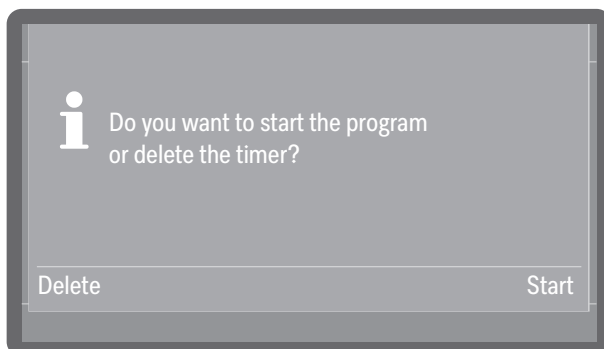 Do you want to start the program
or delete the timer?
Delete Start